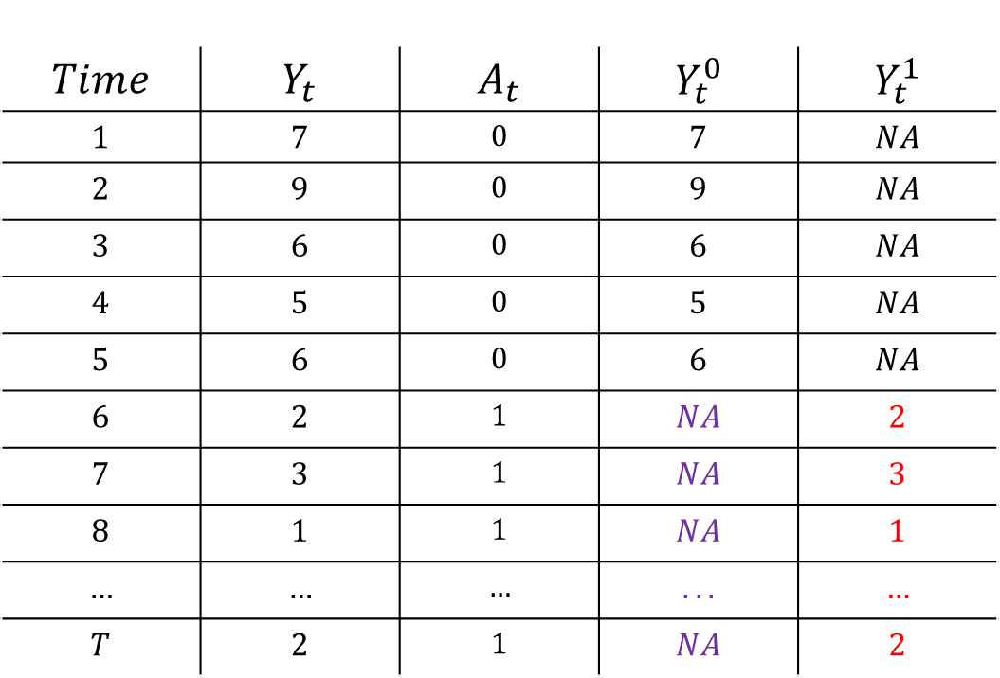 Time Y_t A_t Y_t^0 Y_t^1
1 7 0 7 NA
2 9 0 9 NA
3 6 0 6 NA
4 5 0 5 NA
5 6 0 6 NA
6 2 1 NA 2
7 3 1 NA 3
8 1 1 NA 1
... ... ... ... ...
T 2 1 NA 2